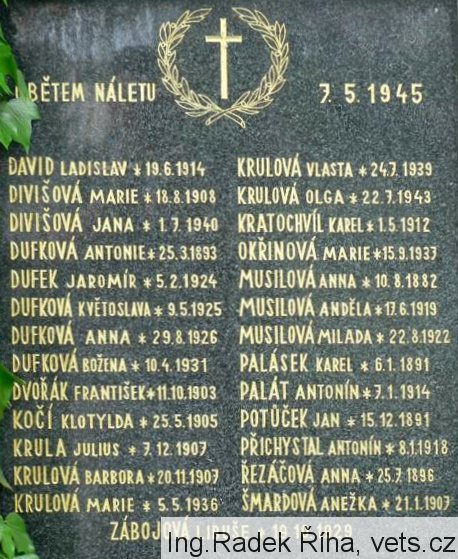 OBĚTEM NÁLETU 7. 5. 1945
DAVID LADISLAV * 19.6.1914
DIVIŠOVÁ MARIE * 18.8.1908
DIVIŠOVÁ JANA * 1.7.1940
DUFKOVÁ ANTONIE * 25.3.1893
DUFEK JAROMÍR * 5.2.1924
DUFKOVÁ KVĚTOSLAVA * 9.5.1925
DUFKOVÁ ANNA * 29.8.1926
DUFKOVÁ BOŽENA * 10.4.1931
DVOŘÁK FRANTIŠEK * 11.10.1903
KOČÍ KLOTYLDA * 25.5.1905
KRULA JULIUS * 7.12.1907
KRULOVÁ BARBORA * 20.11.1907
KRULOVÁ MARIE * 5.5.1936
KRULOVÁ VLASTA * 24.7.1939
KRULOVÁ OLGA * 22.7.1943
KRATOCHVÍL KAREL * 1.5.1912
OKŘINOVÁ MARIE * 15.9.1937
MUSILOVÁ ANNA * 10.8.1882
MUSILOVÁ ANDĚLA * 17.6.1919
MUSILOVÁ MILADA * 22.8.1922
PALÁSEK KAREL * 6.1.1891
PALÁT ANTONÍN * 7.1.1914
POTŮČEK JAN * 15.12.1891
PŘICHYSTAL ANTONÍN * 8.1.1918
ŘEZÁČOVÁ ANNA * 25.7.1896
ŠMARDOVÁ ANEŽKA * 21.1.1907
ZÁBOJOVÁ LIBUŠE *
Ing.Radek Říha, vets.cz